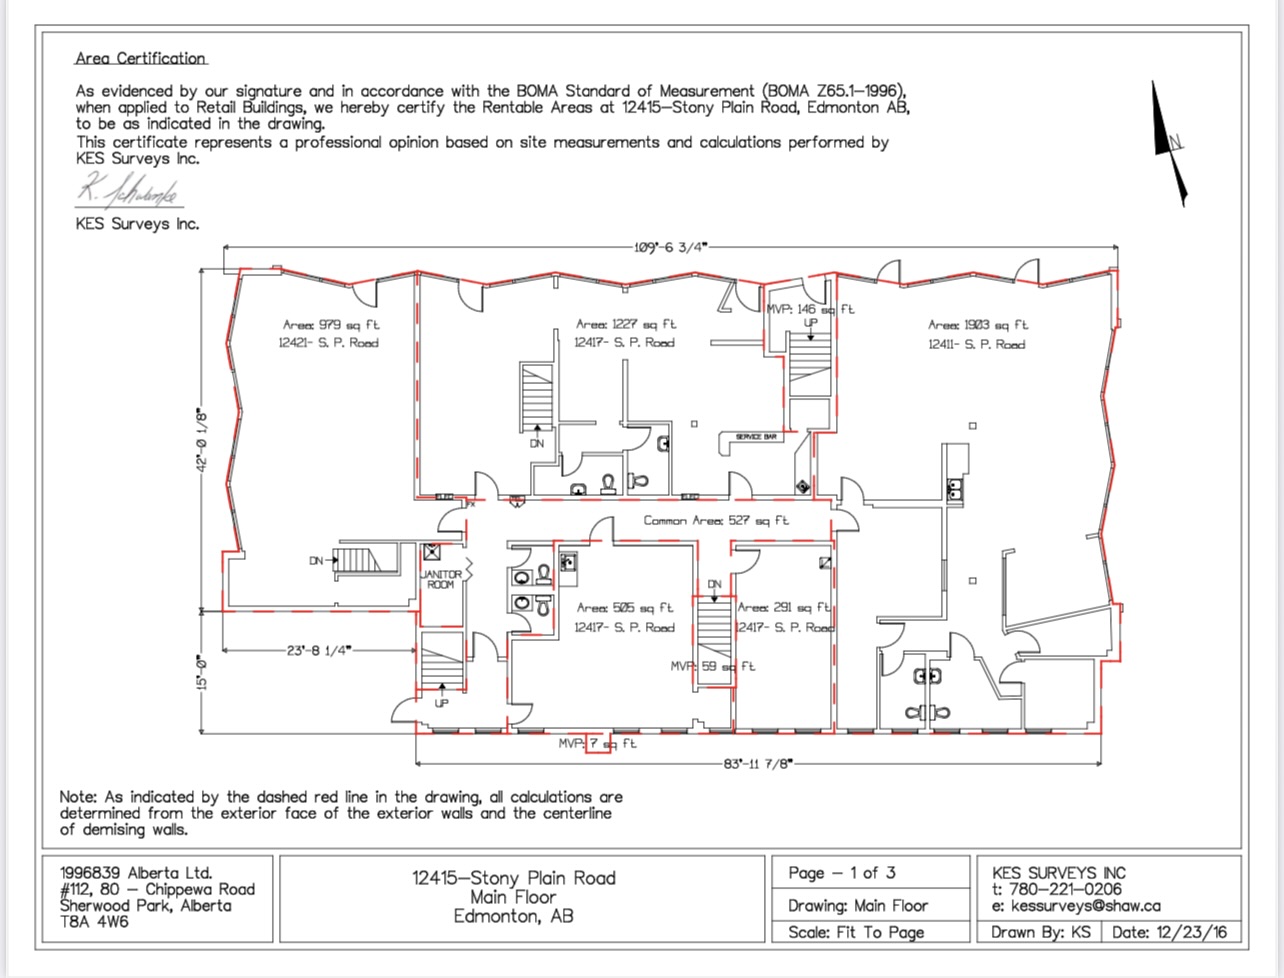 Area Certification
As evidenced by our signature and in accordance with the BOMA Standard of Measurement (BOMA Z65.1-1996),
when applied to Retail Buildings, we hereby certify the Rentable Areas at 12415-Stony Plain Road, Edmonton AB,
to be as indicated in the drawing.
This certificate represents a professional opinion based on site measurements and calculations performed by
KES Surveys Inc.
K. Schwenke
KES Surveys Inc.
N
109'-6 3/4"
Area: 979 sq ft
12421- S. P. Road
Area: 1227 sq ft
12417- S. P. Road
MVP: 146 sq ft
UP
Area: 1903 sq ft
12411- S. P. Road
42'-0 1/8"
DN
SERVICE BAR
FX
Common Area: 527 sq ft
DN
JANITOR
ROOM
DN
Area: 505 sq ft
12417- S. P. Road
Area: 291 sq ft
12417- S. P. Road
23'-8 1/4"
15'-0"
MVP: 59 sq ft
UP
MVP: 7 sq ft
83'-11 7/8"
Note: As indicated by the dashed red line in the drawing, all calculations are
determined from the exterior face of the exterior walls and the centerline
of demising walls.
1996839 Alberta Ltd.
#112, 80 - Chippewa Road
Sherwood Park, Alberta
T8A 4W6
12415-Stony Plain Road
Main Floor
Edmonton, AB
Page - 1 of 3
Drawing: Main Floor
Scale: Fit To Page
KES SURVEYS INC
t: 780-221-0206
e: kessurveys@shaw.ca
Drawn By: KS
Date: 12/23/16